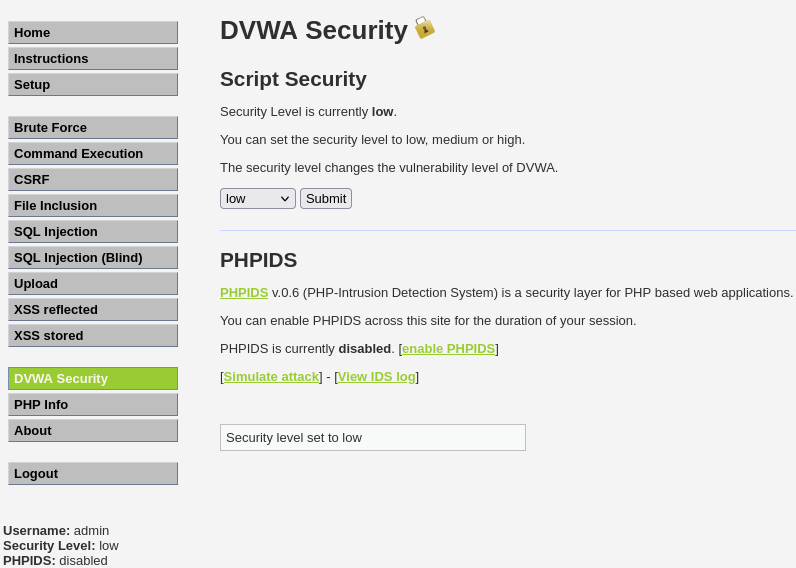 Home
Instructions
Setup
Brute Force
Command Execution
CSRF
File Inclusion
SQL Injection
SQL Injection (Blind)
Upload
XSS reflected
XSS stored
DVWA Security
PHP Info
About
Logout
Username: admin
Security Level: low
PHPIDS: disabled
DVWA Security
1
Script Security
Security Level is currently low.
You can set the security level to low, medium or high.
The security level changes the vulnerability level of DVWA.
low Submit
PHPIDS
PHPIDS v.0.6 (PHP-Intrusion Detection System) is a security layer for PHP based web applications.
You can enable PHPIDS across this site for the duration of your session.
PHPIDS is currently disabled. [enable PHPIDS]
[Simulate attack] - [View IDS log]
Security level set to low